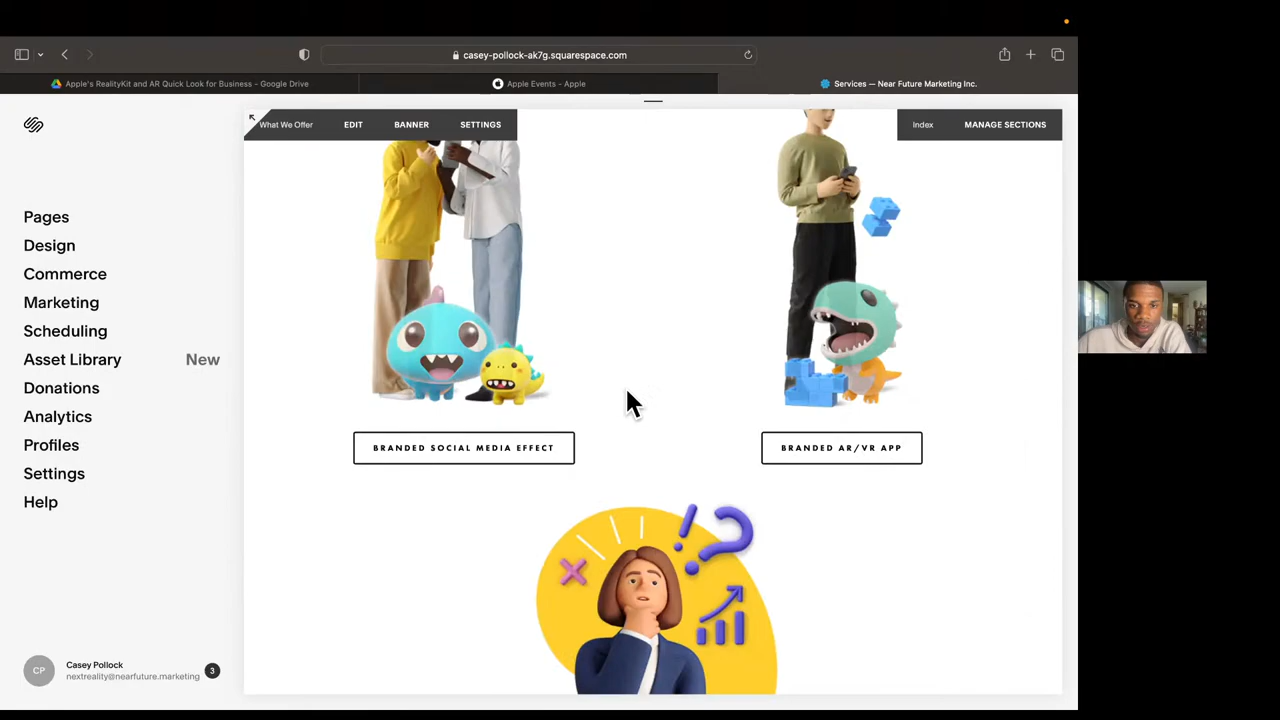 casey-pollock-ak7g.squarespace.com
Apple's RealityKit and AR Quick Look for Business - Google Drive
Apple Events - Apple
Services — Near Future Marketing Inc.
What We Offer EDIT BANNER SETTINGS
Index MANAGE SECTIONS
Pages
Design
Commerce
Marketing
Scheduling
Asset Library New
Donations
Analytics
Profiles
Settings
Help
BRANDED SOCIAL MEDIA EFFECT
BRANDED AR/VR APP
!?
CP
Casey Pollock
nextreality@nearfuture.marketing
3